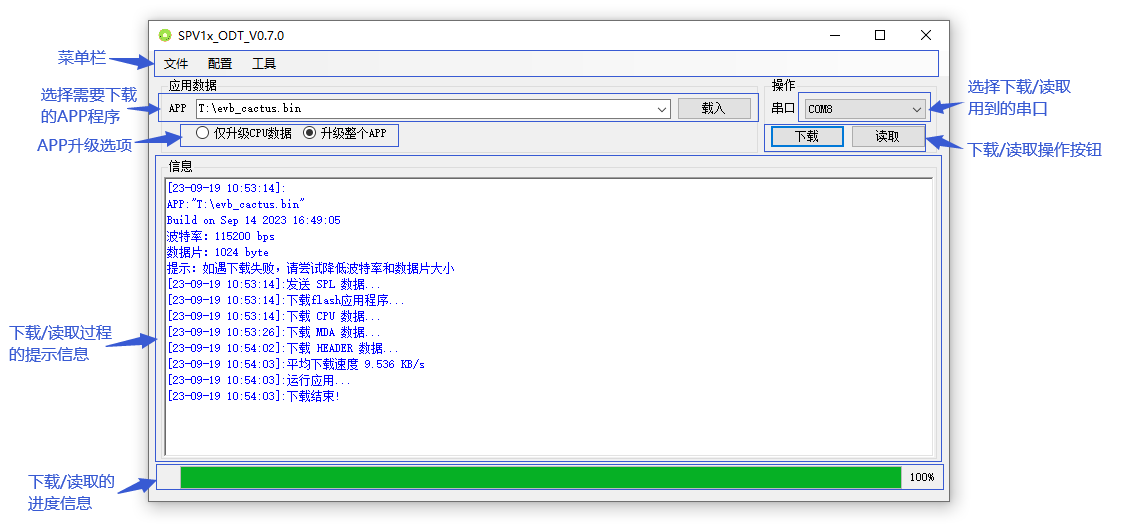 SPV1x_ODT_V0.7.0
菜单栏
文件 配置 工具
应用数据
操作
选择需要下载
的APP程序
APP T:\evb_cactus.bin 载入
串口 COM8
选择下载/读取
用到的串口
APP升级选项
仅升级CPU数据 升级整个APP
下载 读取
下载/读取操作按钮
信息
[23-09-19 10:53:14]:
APP:"T:\evb_cactus.bin"
Build on Sep 14 2023 16:49:05
波特率: 115200 bps
数据片: 1024 byte
提示: 如遇下载失败，请尝试降低波特率和数据片大小
[23-09-19 10:53:14]:发送 SPL 数据...
[23-09-19 10:53:14]:下载flash应用程序...
[23-09-19 10:53:14]:下载 CPU 数据...
[23-09-19 10:53:26]:下载 MDA 数据...
[23-09-19 10:54:02]:下载 HEADER 数据...
[23-09-19 10:54:03]:平均下载速度 9.536 KB/s
[23-09-19 10:54:03]:运行应用...
[23-09-19 10:54:03]:下载结束!
下载/读取过程
的提示信息
下载/读取的
进度信息
100%